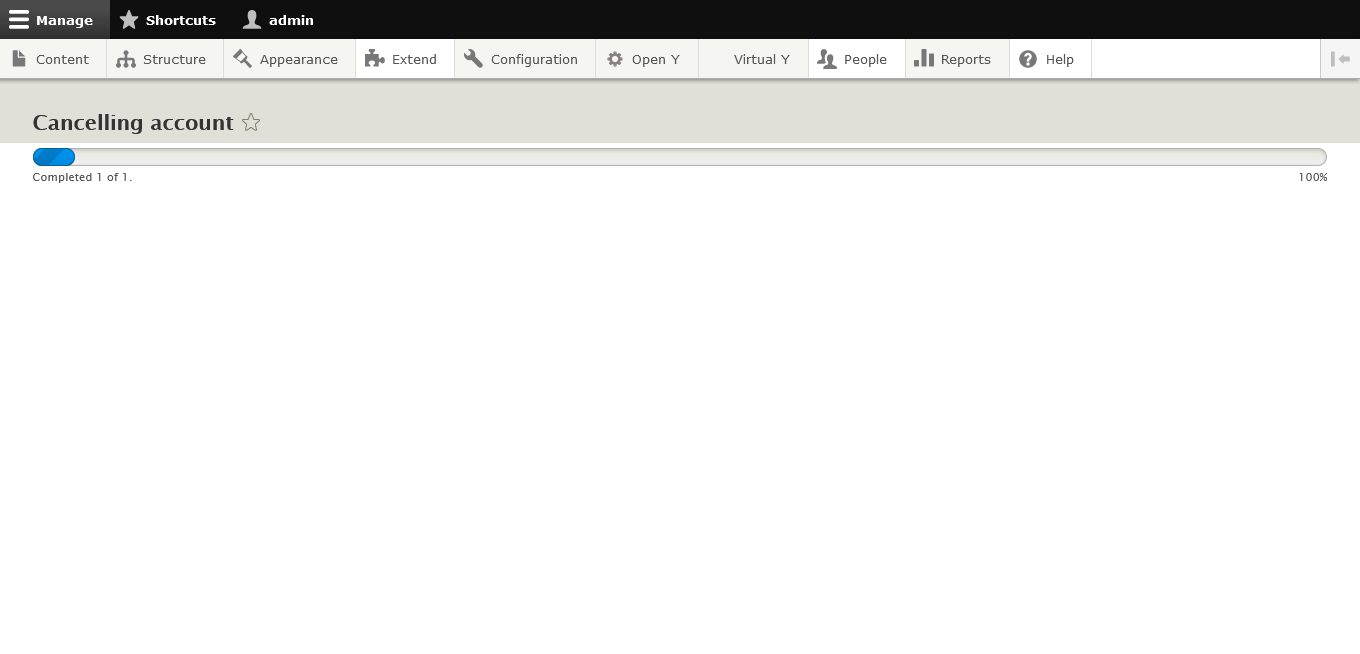 Manage Shortcuts admin
Content Structure Appearance Extend Configuration Open Y Virtual Y People Reports Help
Cancelling account
Completed 1 of 1. 100%